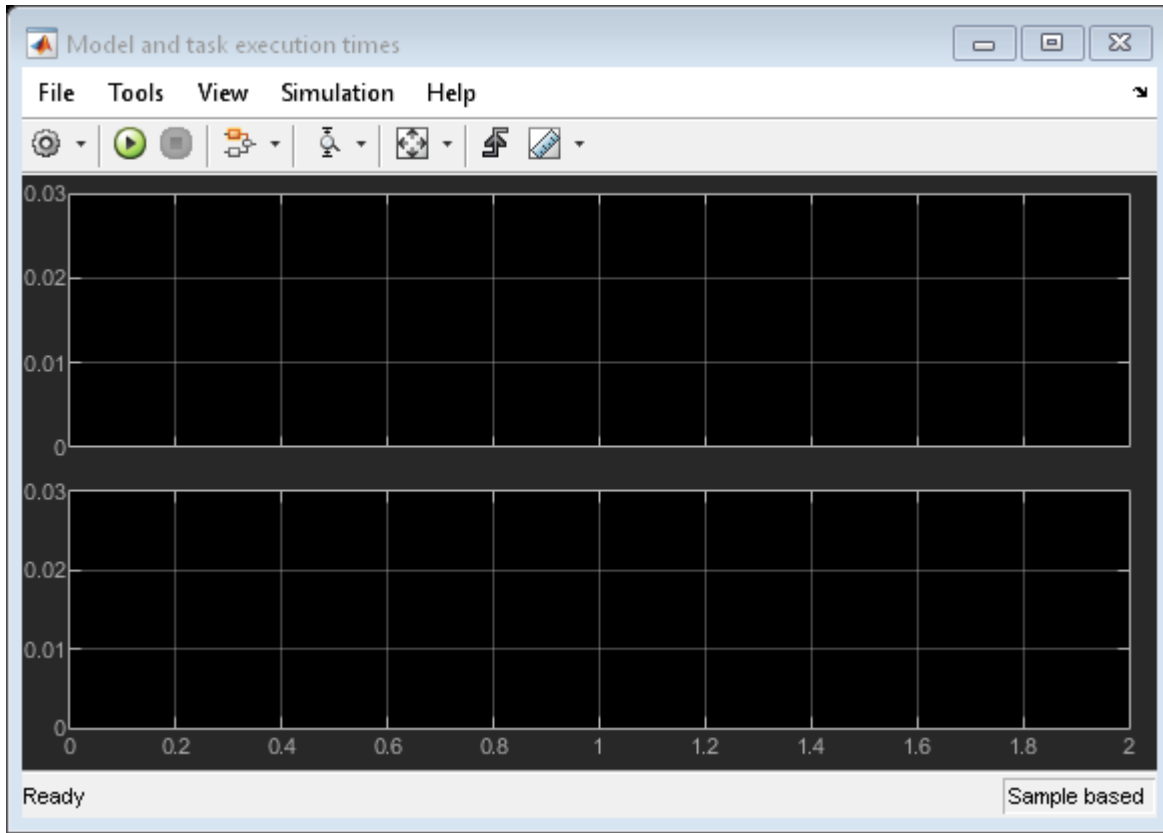 Model and task execution times
File Tools View Simulation Help
0.03
0.02
0.01
0
0.03
0.02
0.01
0
0 0.2 0.4 0.6 0.8 1 1.2 1.4 1.6 1.8 2
Ready Sample based